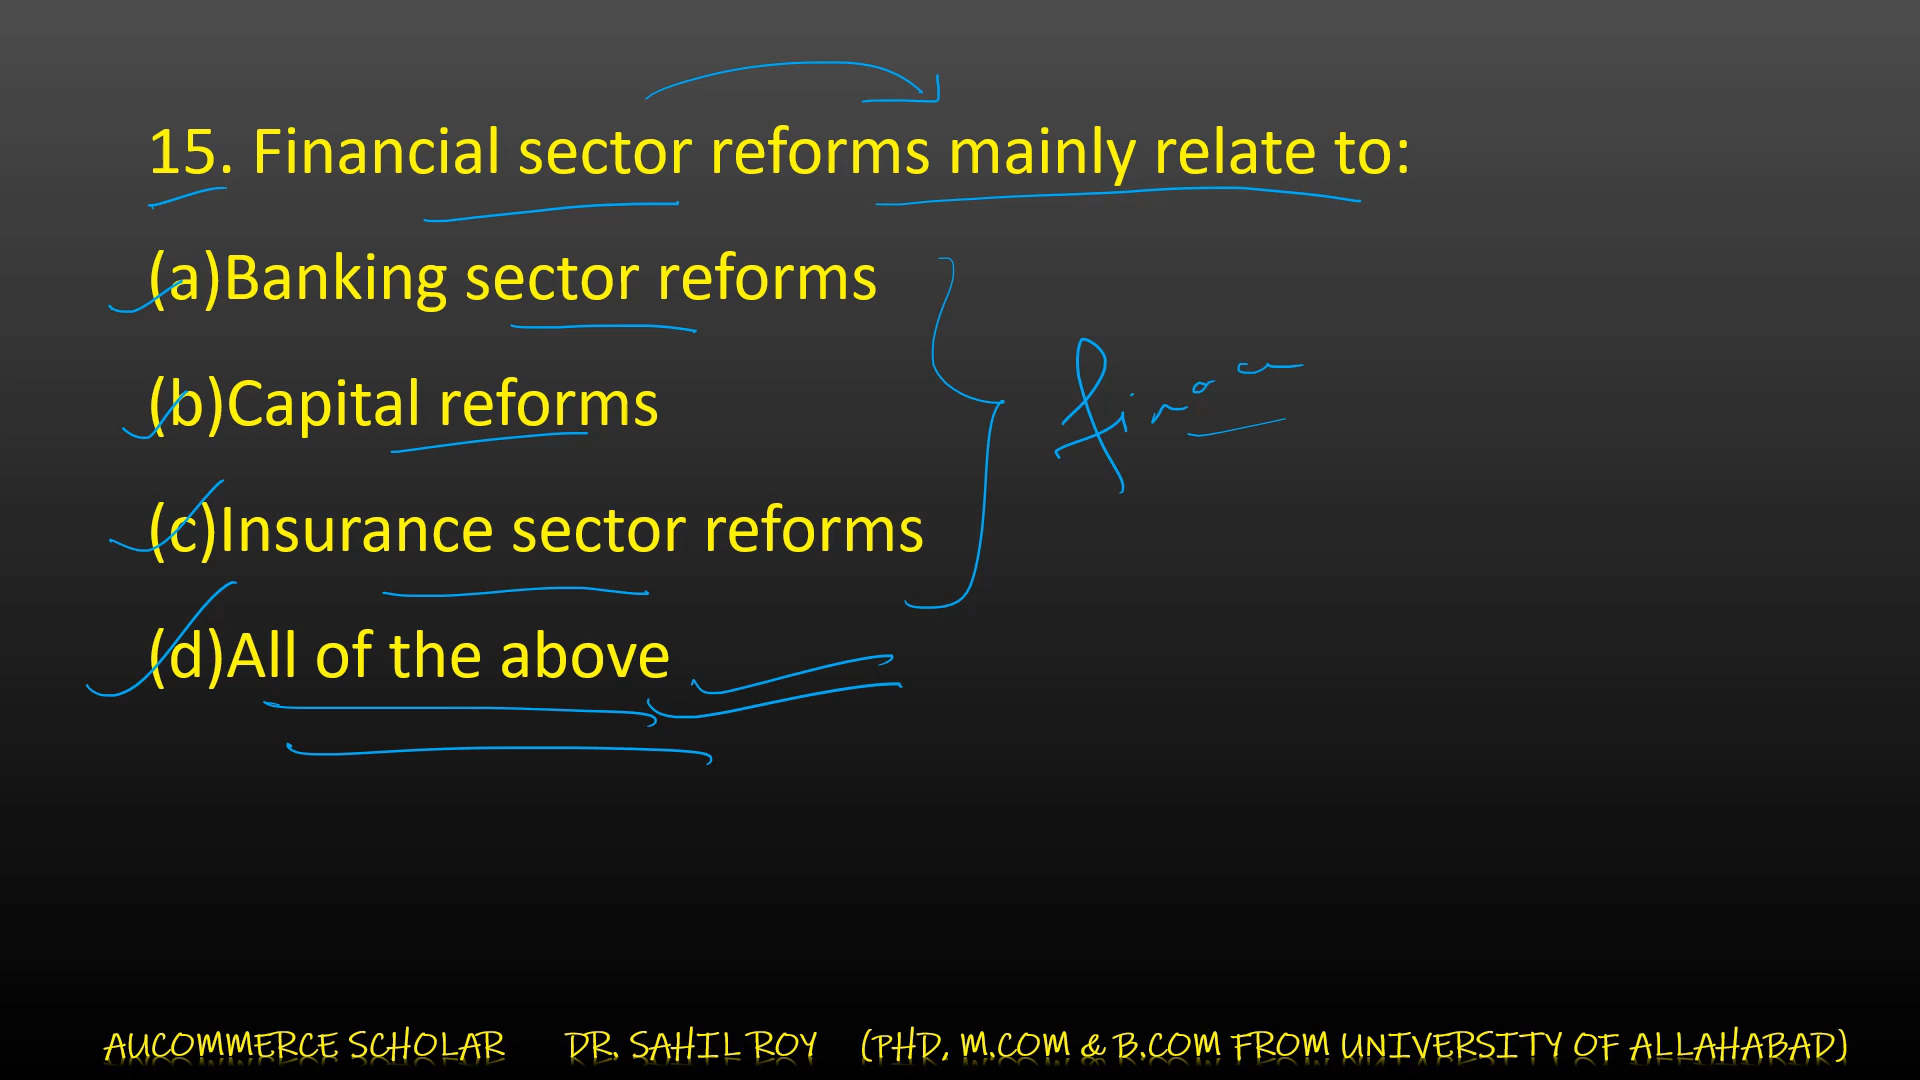 15. Financial sector reforms mainly relate to:
(a)Banking sector reforms
(b)Capital reforms
(c)Insurance sector reforms
(d)All of the above
AUCOMMERCE SCHOLAR DR. SAHIL ROY (PHD, M.COM & B.COM FROM UNIVERSITY OF ALLAHABAD)